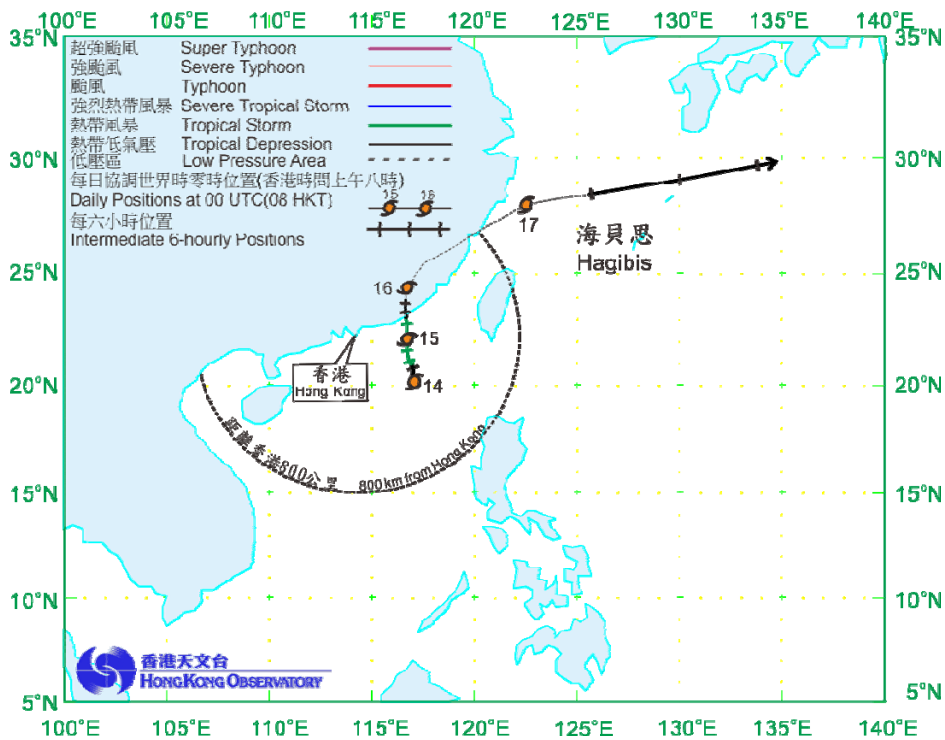 100°E 105°E 110°E 115°E 120°E 125°E 130°E 135°E 140°E
35°N 35°N
超強颱風 Super Typhoon
強颱風 Severe Typhoon
颱風 Typhoon
強烈熱帶風暴 Severe Tropical Storm
熱帶風暴 Tropical Storm
熱帶低氣壓 Tropical Depression
低壓區 Low Pressure Area
每日協調世界時零時位置(香港時間上午八時)
Daily Positions at 00 UTC(08 HKT)
15 16
每六小時位置
Intermediate 6-hourly Positions
30°N 30°N
17
海貝思
Hagibis
25°N 25°N
16
15
香港
Hong Kong
14
20°N 20°N
距離香港800公里
800km from Hong Kong
15°N 15°N
10°N 10°N
香港天文台
HONG KONG OBSERVATORY
5°N 5°N
100°E 105°E 110°E 115°E 120°E 125°E 130°E 135°E 140°E